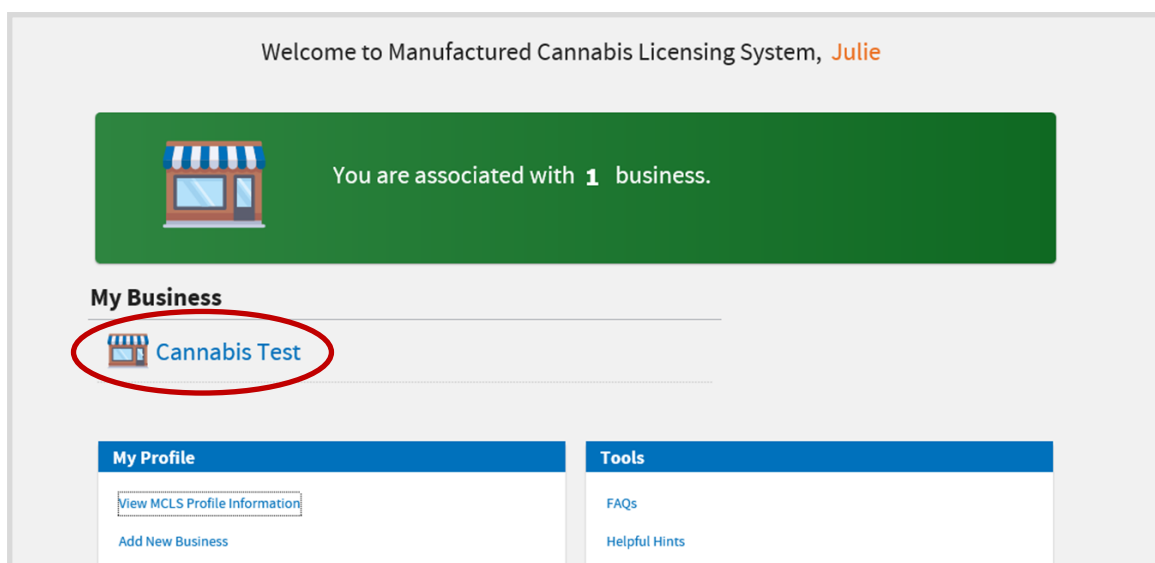 Welcome to Manufactured Cannabis Licensing System, Julie
You are associated with 1 business.
My Business
Cannabis Test
My Profile
View MCLS Profile Information
Add New Business
Tools
FAQs
Helpful Hints